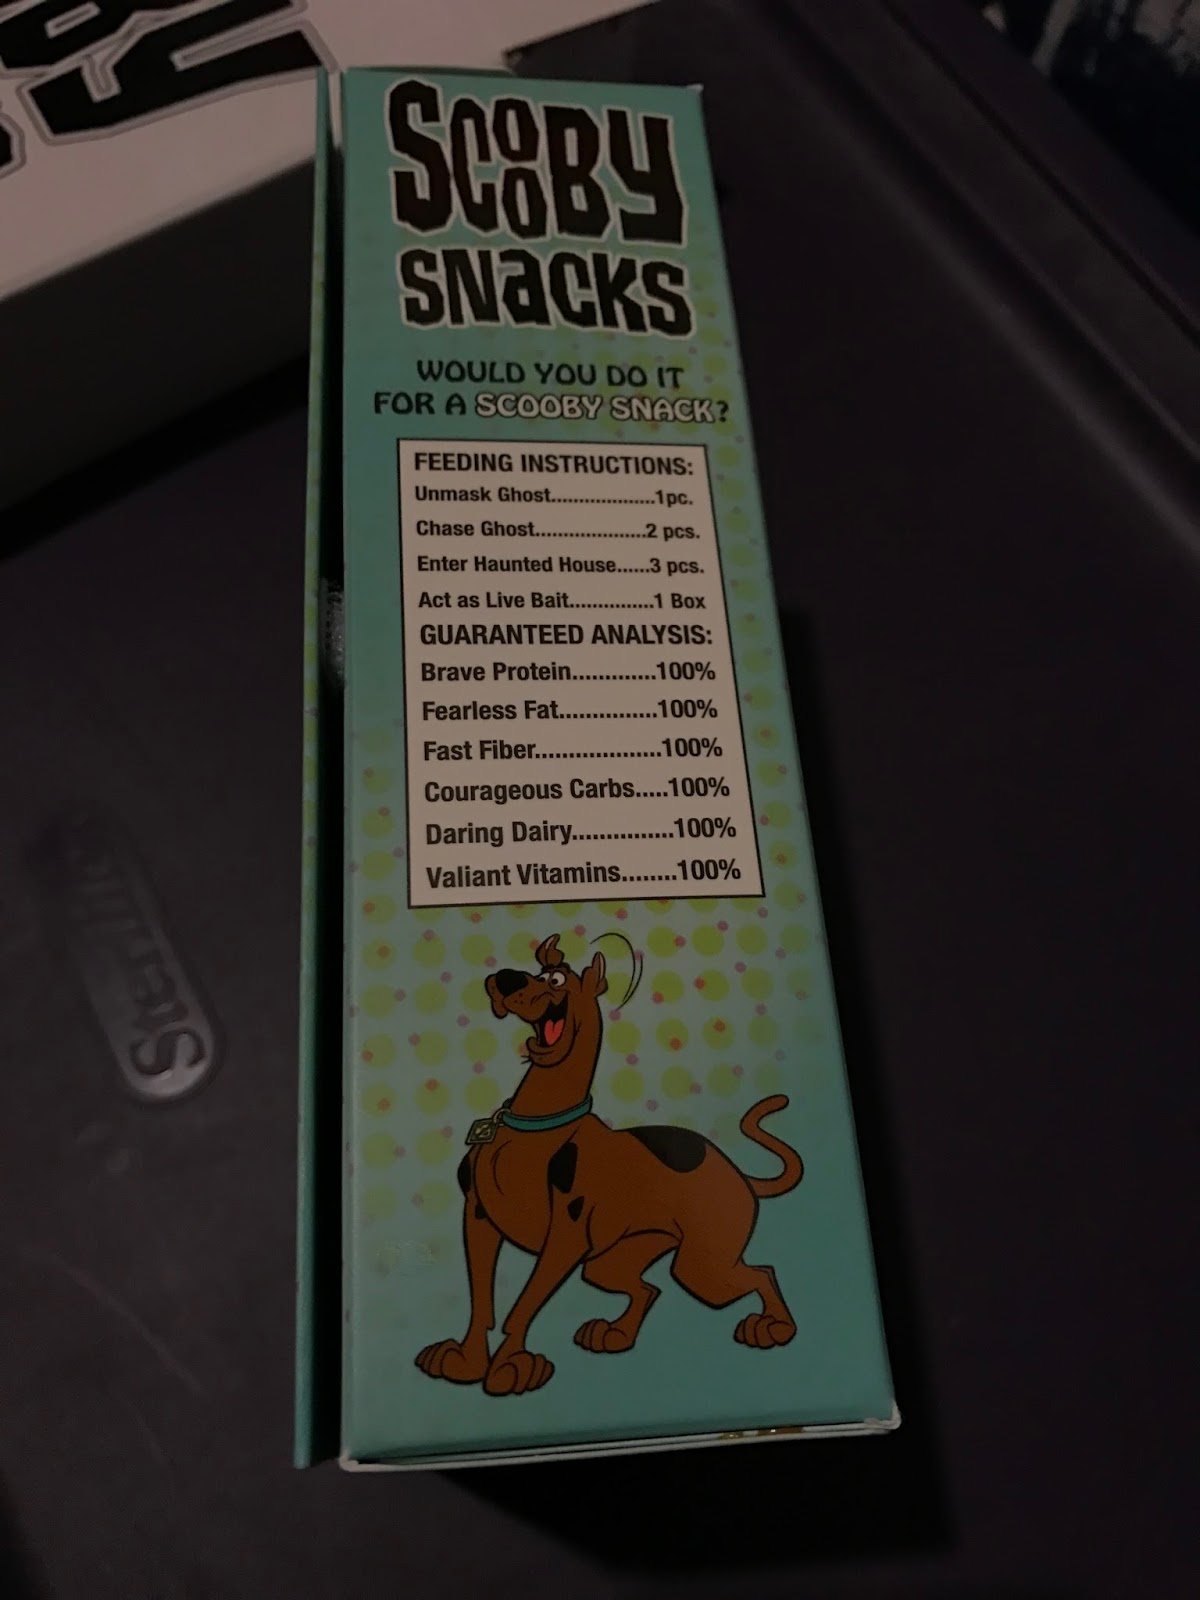 SCOOBY
SNACKS
WOULD YOU DO IT
FOR A SCOOBY SNACK?
FEEDING INSTRUCTIONS:
Unmask Ghost...................1pc.
Chase Ghost....................2 pcs.
Enter Haunted House......3 pcs.
Act as Live Bait...............1 Box
GUARANTEED ANALYSIS:
Brave Protein.............100%
Fearless Fat...............100%
Fast Fiber...................100%
Courageous Carbs.....100%
Daring Dairy...............100%
Valiant Vitamins........100%
Sterilite